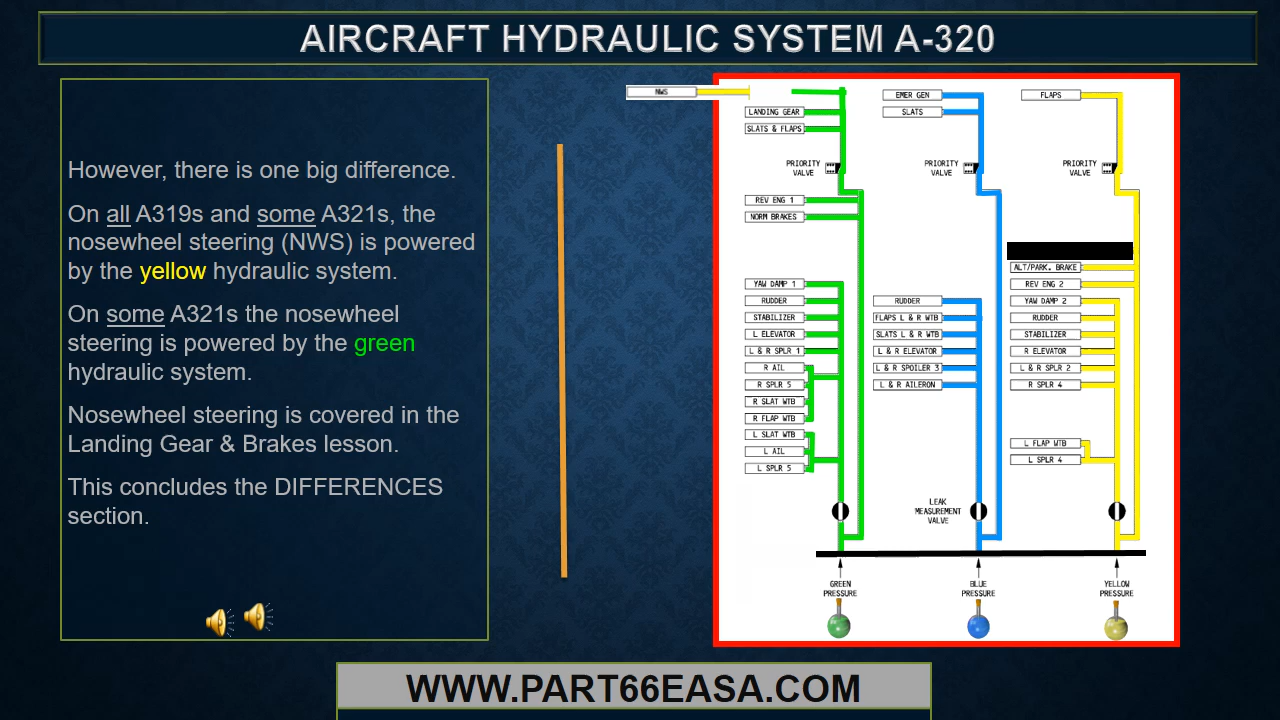 AIRCRAFT HYDRAULIC SYSTEM A-320
However, there is one big difference.
On all A319s and some A321s, the
nosewheel steering (NWS) is powered
by the yellow hydraulic system.
On some A321s the nosewheel
steering is powered by the green
hydraulic system.
Nosewheel steering is covered in the
Landing Gear & Brakes lesson.
This concludes the DIFFERENCES
section.
NWS
LANDING GEAR
SLATS & FLAPS
PRIORITY
VALVE
REV ENG 1
NORM BRAKES
YAW DAMP 1
RUDDER
STABILIZER
L ELEVATOR
L & R SPLR 1
R AIL
R SPLR 5
R SLAT WTB
R FLAP WTB
L SLAT WTB
L AIL
L SPLR 5
GREEN
PRESSURE
EMER GEN
SLATS
PRIORITY
VALVE
RUDDER
FLAPS L & R WTB
SLATS L & R WTB
L & R ELEVATOR
L & R SPOILER 3
L & R AILERON
LEAK
MEASUREMENT
VALVE
BLUE
PRESSURE
FLAPS
PRIORITY
VALVE
ALT/PARK. BRAKE
REV ENG 2
YAW DAMP 2
RUDDER
STABILIZER
R ELEVATOR
L & R SPLR 2
R SPLR 4
L FLAP WTB
L SPLR 4
YELLOW
PRESSURE
WWW.PART66EASA.COM